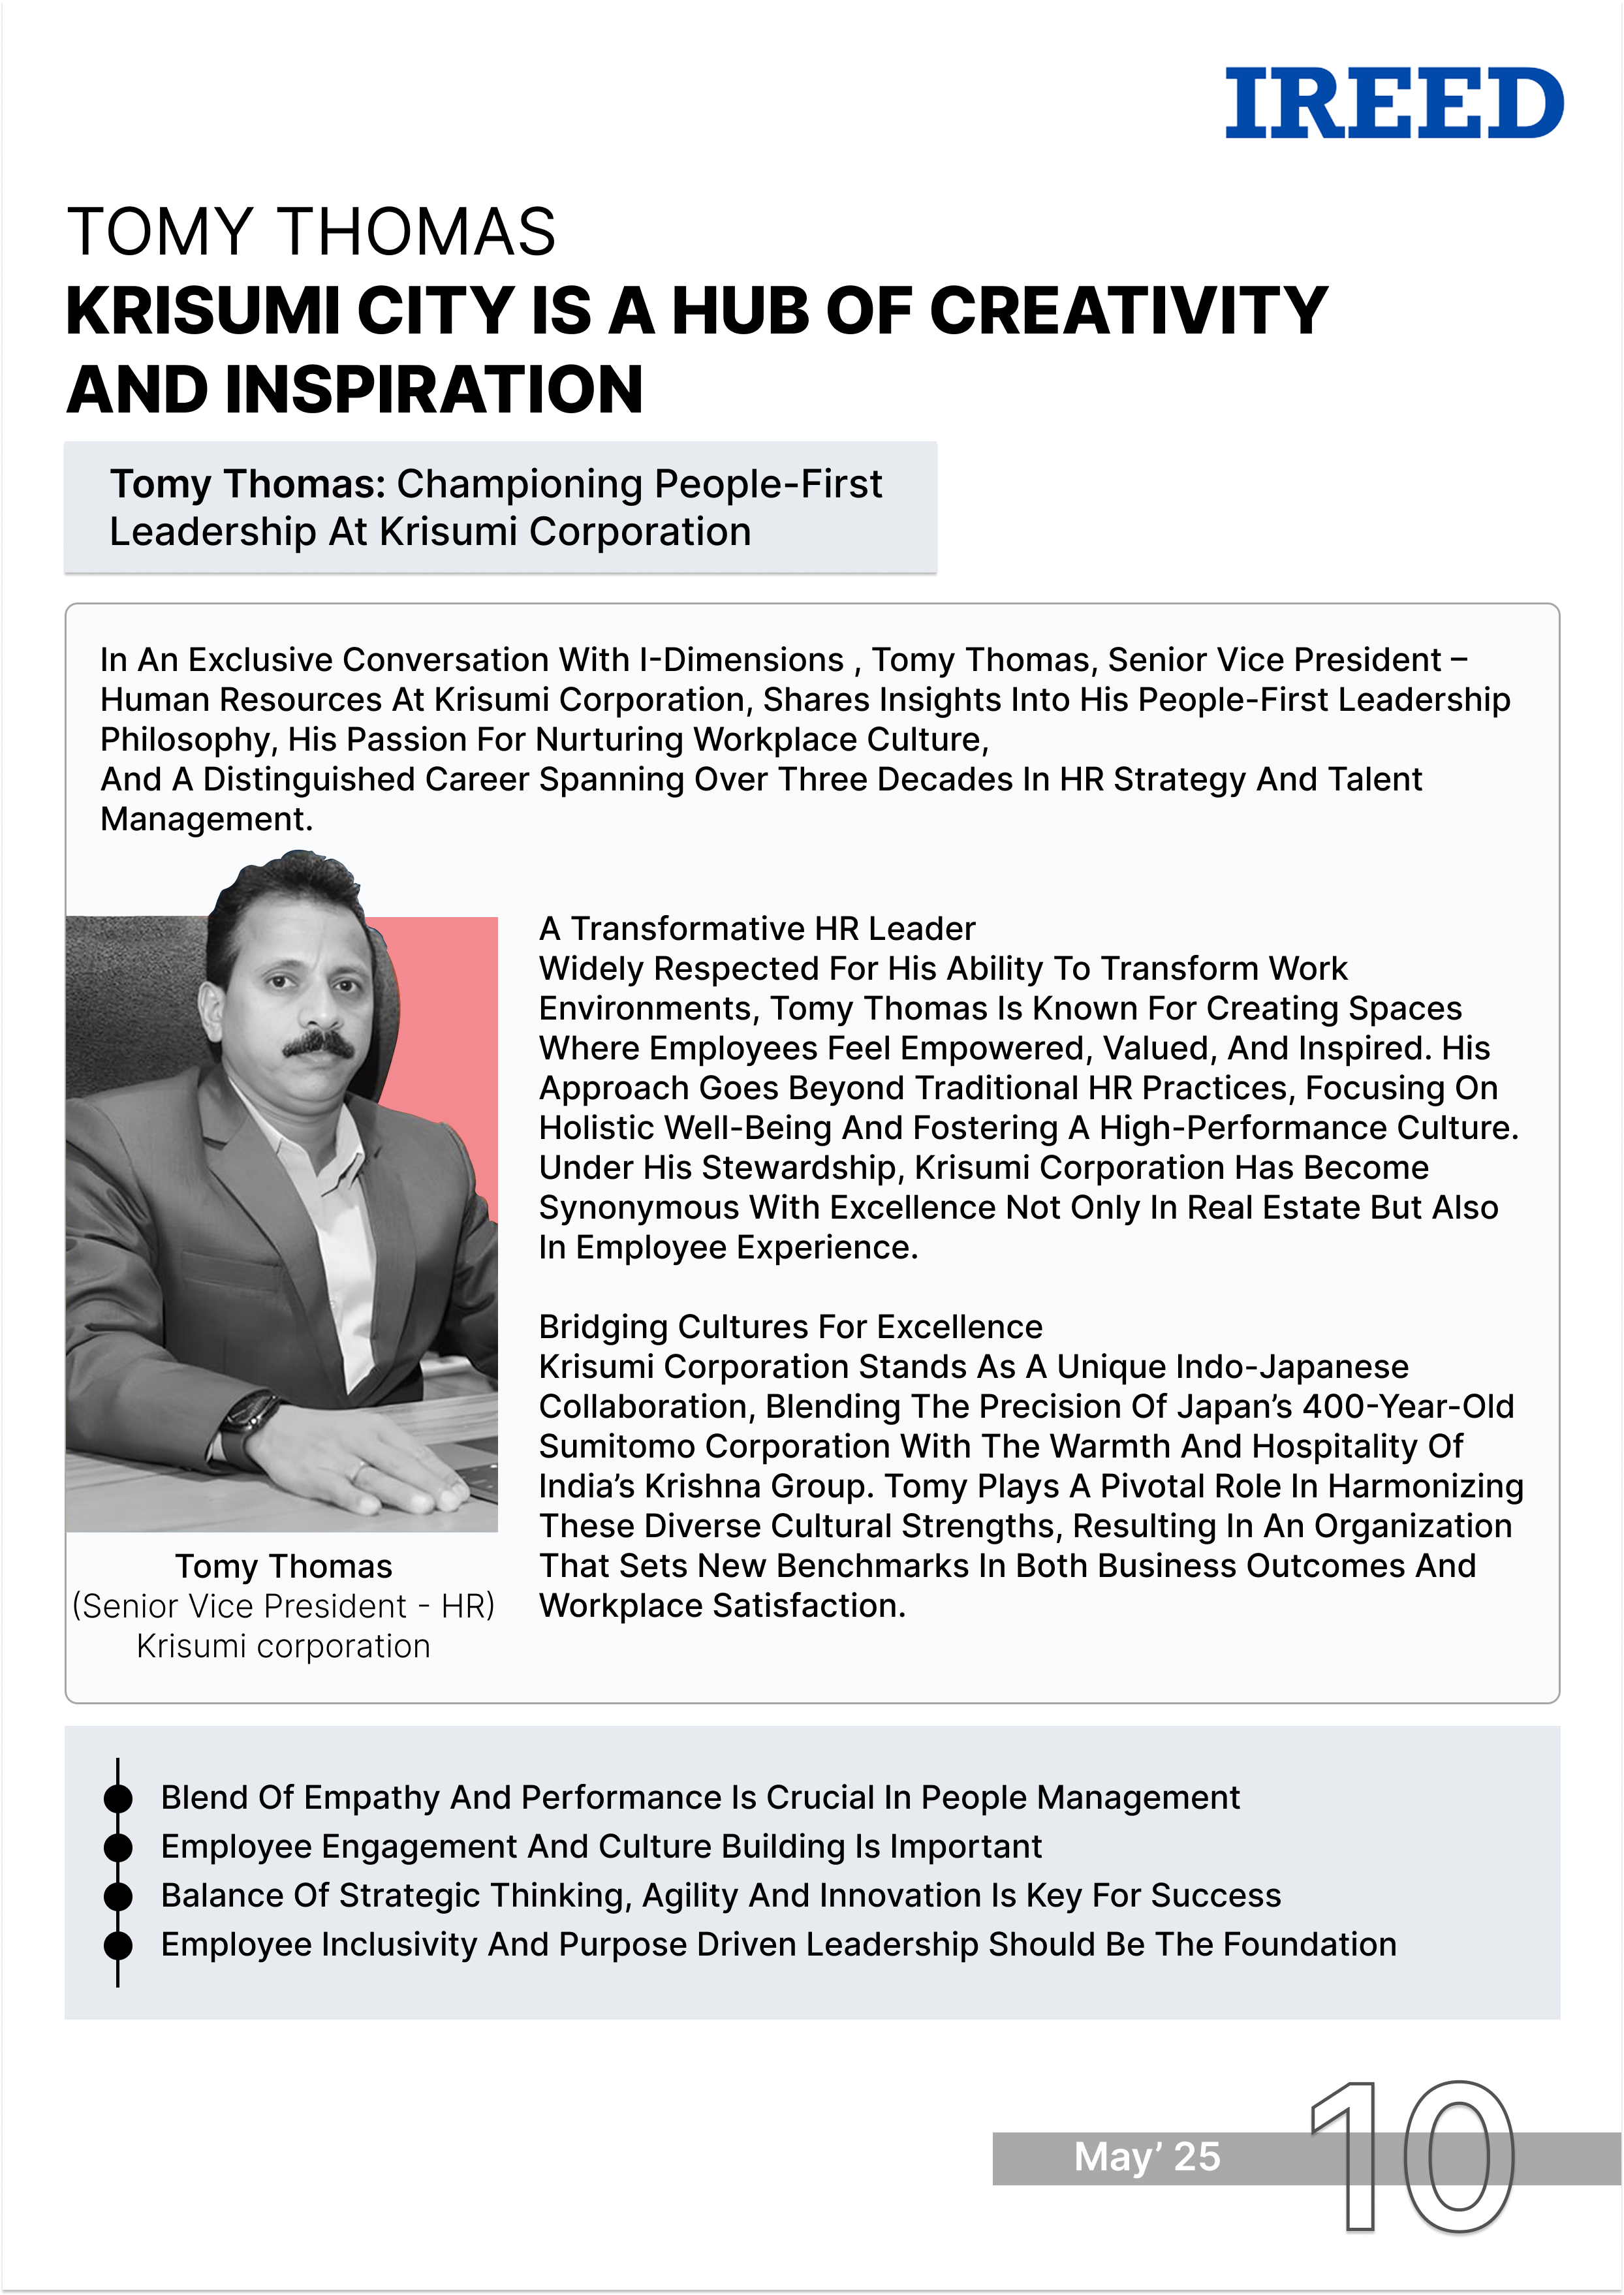 IREED
TOMY THOMAS
KRISUMI CITY IS A HUB OF CREATIVITY
AND INSPIRATION
Tomy Thomas: Championing People-First
Leadership At Krisumi Corporation
In An Exclusive Conversation With I-Dimensions , Tomy Thomas, Senior Vice President –
Human Resources At Krisumi Corporation, Shares Insights Into His People-First Leadership
Philosophy, His Passion For Nurturing Workplace Culture,
And A Distinguished Career Spanning Over Three Decades In HR Strategy And Talent
Management.
A Transformative HR Leader
Widely Respected For His Ability To Transform Work
Environments, Tomy Thomas Is Known For Creating Spaces
Where Employees Feel Empowered, Valued, And Inspired. His
Approach Goes Beyond Traditional HR Practices, Focusing On
Holistic Well-Being And Fostering A High-Performance Culture.
Under His Stewardship, Krisumi Corporation Has Become
Synonymous With Excellence Not Only In Real Estate But Also
In Employee Experience.
Bridging Cultures For Excellence
Krisumi Corporation Stands As A Unique Indo-Japanese
Collaboration, Blending The Precision Of Japan’s 400-Year-Old
Sumitomo Corporation With The Warmth And Hospitality Of
India’s Krishna Group. Tomy Plays A Pivotal Role In Harmonizing
These Diverse Cultural Strengths, Resulting In An Organization
That Sets New Benchmarks In Both Business Outcomes And
Workplace Satisfaction.
Tomy Thomas
(Senior Vice President - HR)
Krisumi corporation
Blend Of Empathy And Performance Is Crucial In People Management
Employee Engagement And Culture Building Is Important
Balance Of Strategic Thinking, Agility And Innovation Is Key For Success
Employee Inclusivity And Purpose Driven Leadership Should Be The Foundation
May’ 25
10